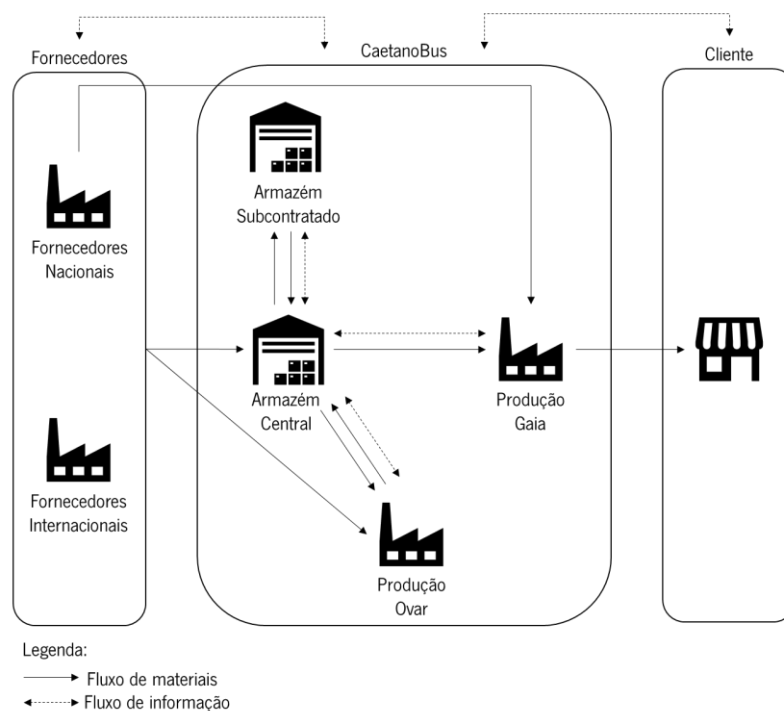 Fornecedores
CaetanoBus
Cliente
Armazém
Subcontratado
Fornecedores
Nacionais
Armazém
Central
Produção
Gaia
Fornecedores
Internacionais
Produção
Ovar
Legenda:
Fluxo de materiais
Fluxo de informação